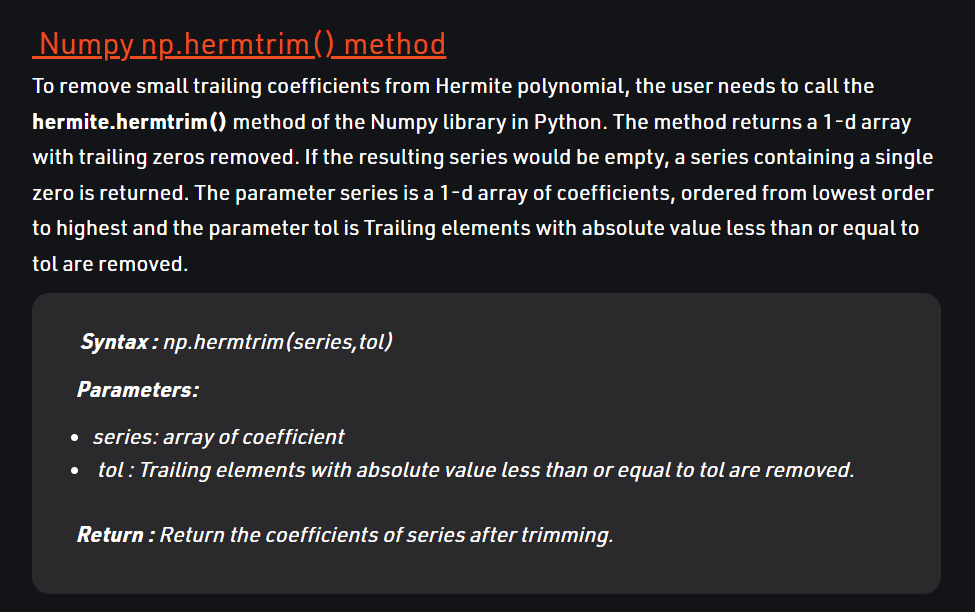 Numpy np.hermtrim() method
To remove small trailing coefficients from Hermite polynomial, the user needs to call the
hermite.hermtrim() method of the Numpy library in Python. The method returns a 1-d array
with trailing zeros removed. If the resulting series would be empty, a series containing a single
zero is returned. The parameter series is a 1-d array of coefficients, ordered from lowest order
to highest and the parameter tol is Trailing elements with absolute value less than or equal to
tol are removed.
Syntax : np.hermtrim(series,tol)
Parameters:
• series: array of coefficient
• tol : Trailing elements with absolute value less than or equal to tol are removed.
Return : Return the coefficients of series after trimming.